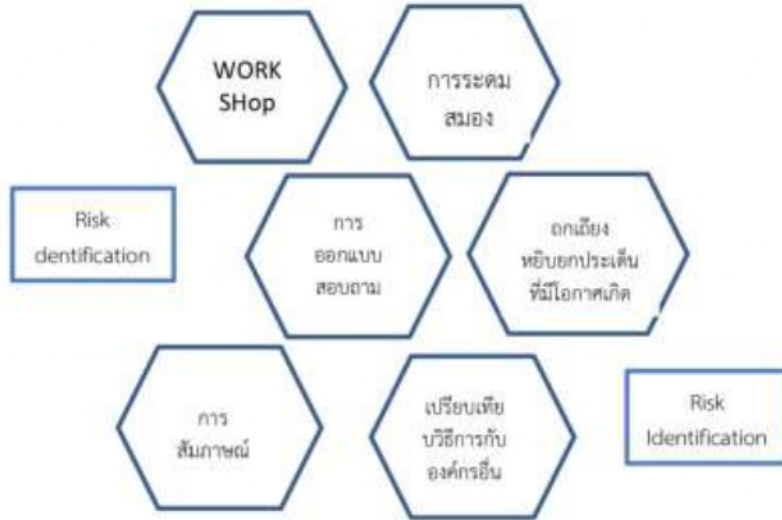 WORK
SHop
การระดม
สมอง
Risk
dentification
การ
ออกแบบ
สอบถาม
ถกเถียง
หยิบยกประเด็น
ที่มีโอกาสเกิด
การ
สัมภาษณ์
เปรียบเทีย
บวิธีการกับ
องค์กรอื่น
Risk
Identification